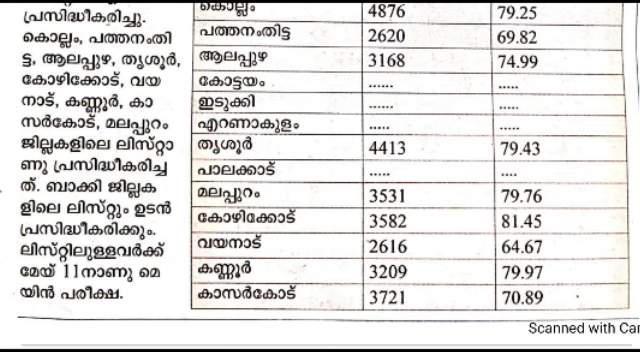 പ്രസിദ്ധീകരിച്ചു.
കൊല്ലം, പത്തനംതി
ട്ട, ആലപ്പുഴ, തൃശൂർ,
കോഴിക്കോട്, വയ
നാട്, കണ്ണൂർ, കാ
സർകോട്, മലപ്പുറം
ജില്ലകളിലെ ലിസ്റ്റാ
ണു പ്രസിദ്ധീകരിച്ച
ത്. ബാക്കി ജില്ലക
ളിലെ ലിസ്റ്റും ഉടൻ
പ്രസിദ്ധീകരിക്കും.
ലിസ്റ്റിലുള്ളവർക്ക്
മേയ് 11നാണു മെ
യിൻ പരീക്ഷ.
കൊല്ലം 4876 79.25
പത്തനംതിട്ട 2620 69.82
ആലപ്പുഴ 3168 74.99
കോട്ടയം ...... .....
ഇടുക്കി ...... .....
എറണാകുളം ..... .....
തൃശൂർ 4413 79.43
പാലക്കാട് ..... ....
മലപ്പുറം 3531 79.76
കോഴിക്കോട് 3582 81.45
വയനാട് 2616 64.67
കണ്ണൂർ 3209 79.97
കാസർകോട് 3721 70.89
Scanned with Ca